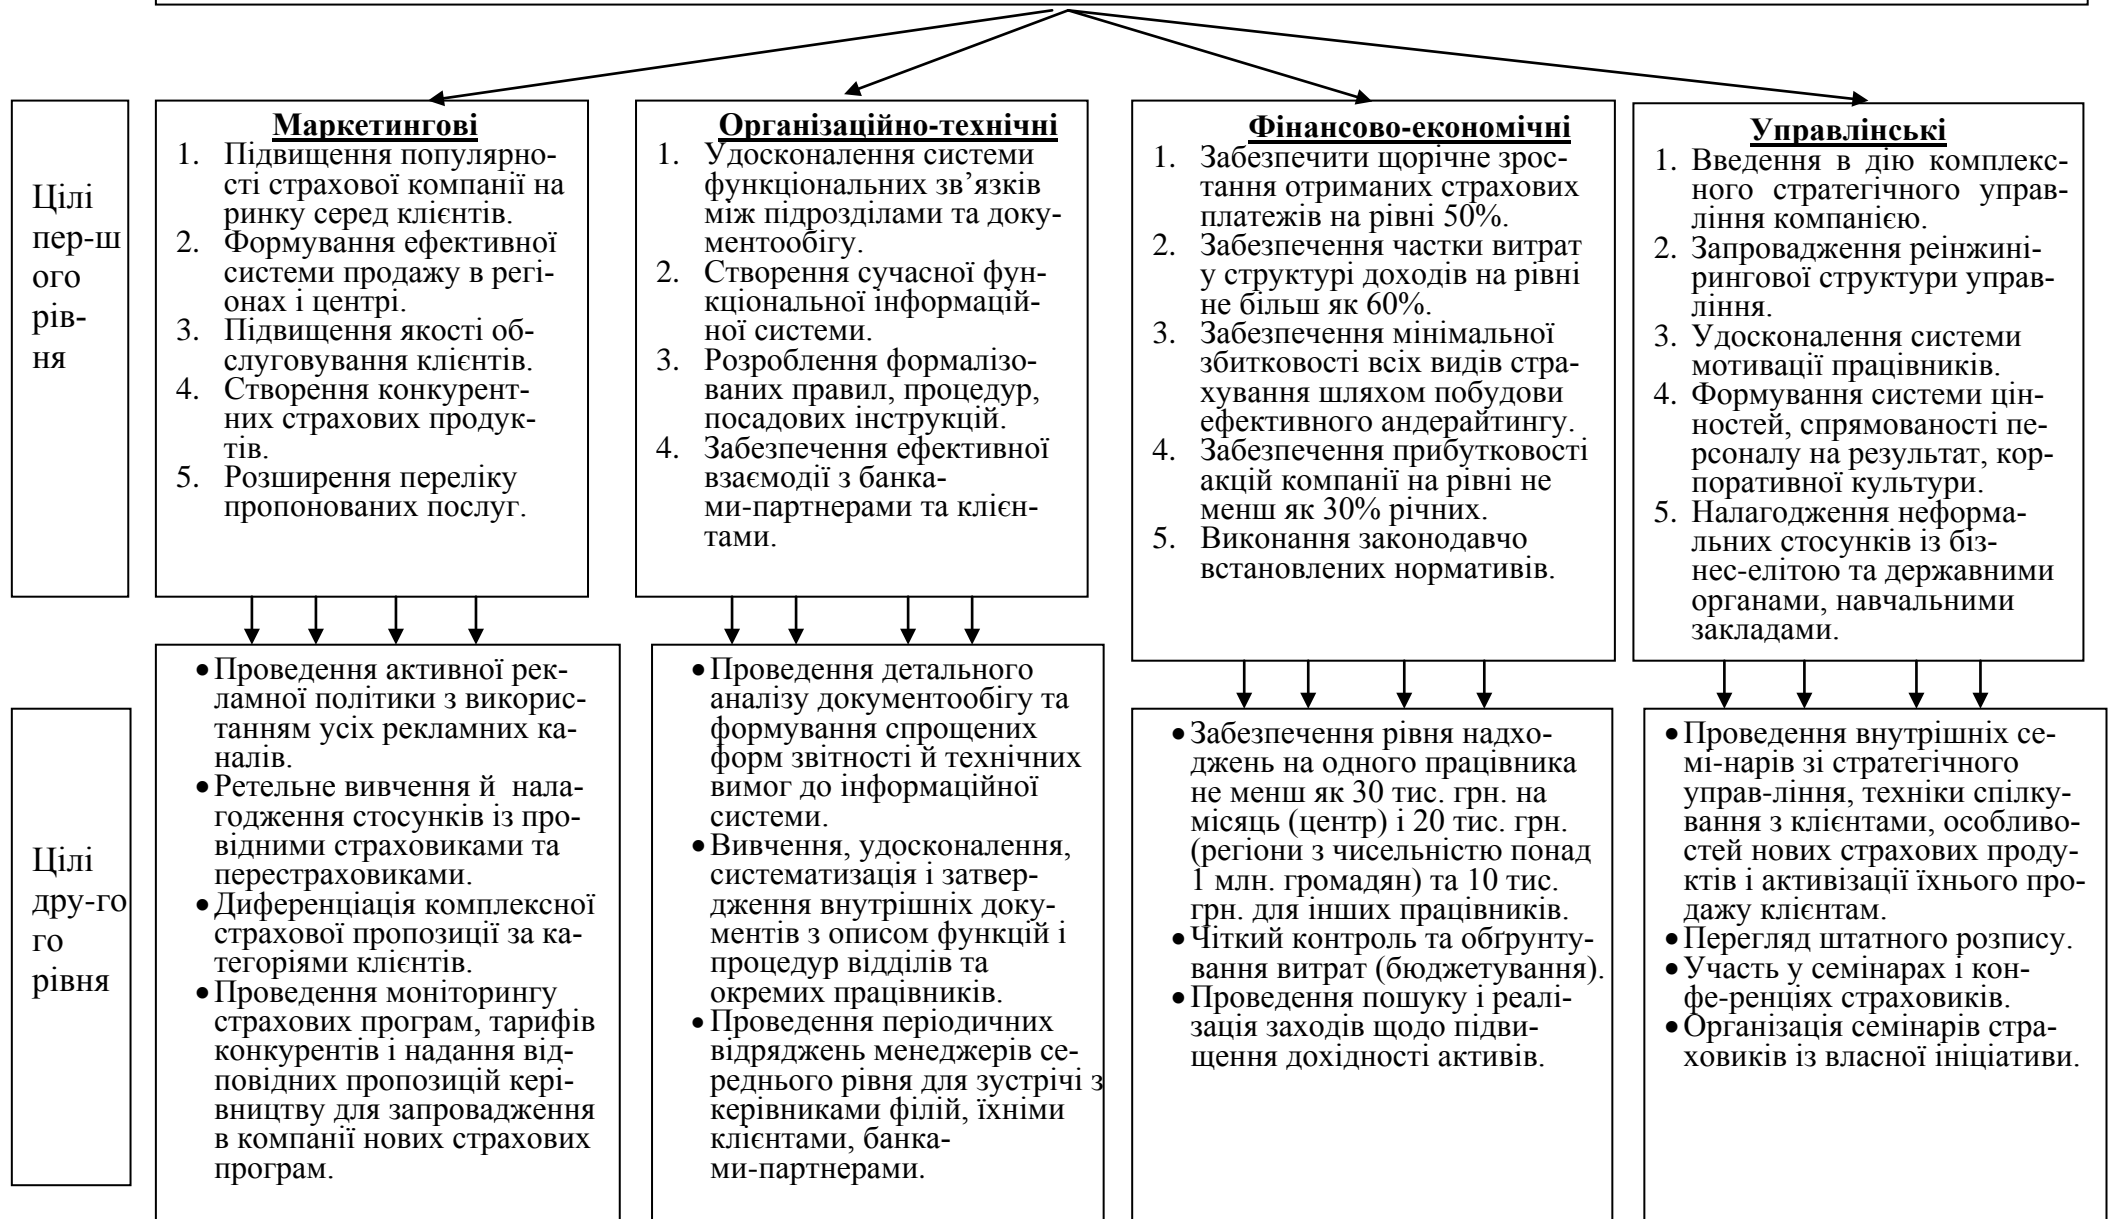 Цілі
пер-ш
ого
рів-
ня
Маркетингові
1. Підвищення популярно-
сті страхової компанії на
ринку серед клієнтів.
2. Формування ефективної
системи продажу в регі-
онах і центрі.
3. Підвищення якості об-
слуговування клієнтів.
4. Створення конкурент-
них страхових продук-
тів.
5. Розширення переліку
пропонованих послуг.
Організаційно-технічні
1. Удосконалення системи
функціональних зв’язків
між підрозділами та доку-
ментообігу.
2. Створення сучасної фун-
кціональної інформацій-
ної системи.
3. Розроблення формалізо-
ваних правил, процедур,
посадових інструкцій.
4. Забезпечення ефективної
взаємодії з банка-
ми-партнерами та клієн-
тами.
Фінансово-економічні
1. Забезпечити щорічне зрос-
тання отриманих страхових
платежів на рівні 50%.
2. Забезпечення частки витрат
у структурі доходів на рівні
не більш як 60%.
3. Забезпечення мінімальної
збитковості всіх видів стра-
хування шляхом побудови
ефективного андерайтингу.
4. Забезпечення прибутковості
акцій компанії на рівні не
менш як 30% річних.
5. Виконання законодавчо
встановлених нормативів.
Управлінські
1. Введення в дію комплекс-
ного стратегічного управ-
ління компанією.
2. Запровадження реінжині-
рингової структури управ-
ління.
3. Удосконалення системи
мотивації працівників.
4. Формування системи цін-
ностей, спрямованості пе-
рсоналу на результат, кор-
поративної культури.
5. Налагодження неформа-
льних стосунків із біз-
нес-елітою та державними
органами, навчальними
закладами.
Цілі
дру-го
го
рівня
• Проведення активної рек-
ламної політики з викорис-
танням усіх рекламних ка-
налів.
• Ретельне вивчення й нала-
годження стосунків із про-
відними страховиками та
перестраховиками.
• Диференціація комплексної
страхової пропозиції за ка-
тегоріями клієнтів.
• Проведення моніторингу
страхових програм, тарифів
конкурентів і надання від-
повідних пропозицій кері-
вництву для запровадження
в компанії нових страхових
програм.
• Проведення детального
аналізу документообігу та
формування спрощених
форм звітності й технічних
вимог до інформаційної
системи.
• Вивчення, удосконалення,
систематизація і затвер-
дження внутрішніх доку-
ментів з описом функцій і
процедур відділів та
окремих працівників.
• Проведення періодичних
відряджень менеджерів се-
реднього рівня для зустрічі з
керівниками філій, їхніми
клієнтами, банка-
ми-партнерами.
• Забезпечення рівня надхо-
джень на одного працівника
не менш як 30 тис. грн. на
місяць (центр) і 20 тис. грн.
(регіони з чисельністю понад
1 млн. громадян) та 10 тис.
грн. для інших працівників.
• Чіткий контроль та обґрунту-
вання витрат (бюджетування).
• Проведення пошуку і реалі-
зація заходів щодо підви-
щення дохідності активів.
• Проведення внутрішніх се-
мі-нарів зі стратегічного
управ-ління, техніки спілку-
вання з клієнтами, особливо-
стей нових страхових проду-
ктів і активізації їхнього про-
дажу клієнтам.
• Перегляд штатного розпису.
• Участь у семінарах і кон-
фе-ренціях страховиків.
• Організація семінарів стра-
ховиків із власної ініціативи.